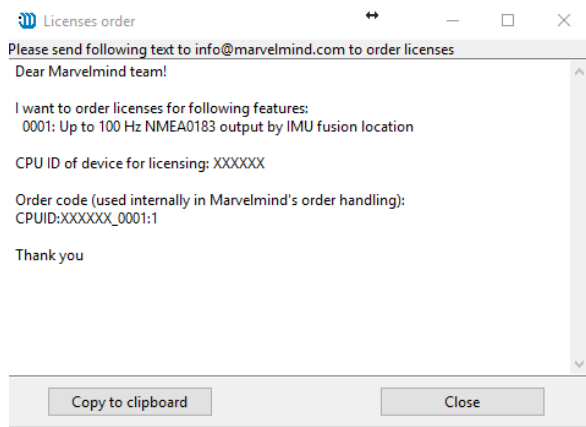 Licenses order
Please send following text to info@marvelmind.com to order licenses
Dear Marvelmind team!
I want to order licenses for following features:
0001: Up to 100 Hz NMEA0183 output by IMU fusion location
CPU ID of device for licensing: XXXXXX
Order code (used internally in Marvelmind's order handling):
CPUID:XXXXXX_0001:1
Thank you
Copy to clipboard
Close